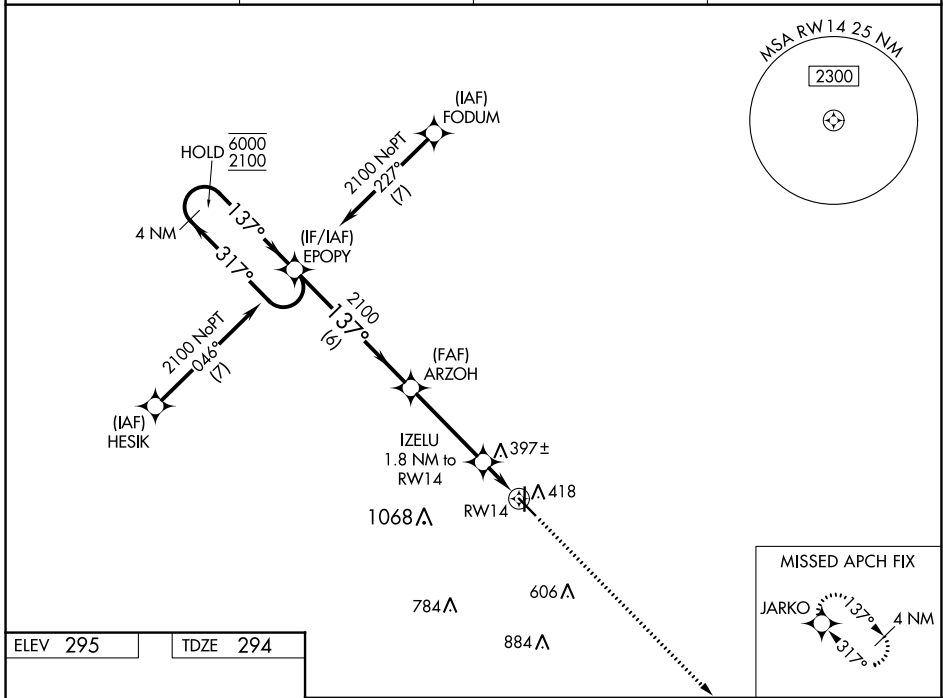 MSA RW14 25 NM
2300
(IAF)
FODUM
2100 NoPT
227°
(7)
HOLD
6000
2100
4 NM
137°
317°
(IF/IAF)
EPOPY
2100
137°
(6)
2100 NoPT
046°
(7)
(IAF)
HESIK
(FAF)
ARZOH
IZELU
1.8 NM to
RW14
397±
RW14
418
1068
784
606
884
MISSED APCH FIX
JARKO
137°
4 NM
317°
ELEV 295
TDZE 294